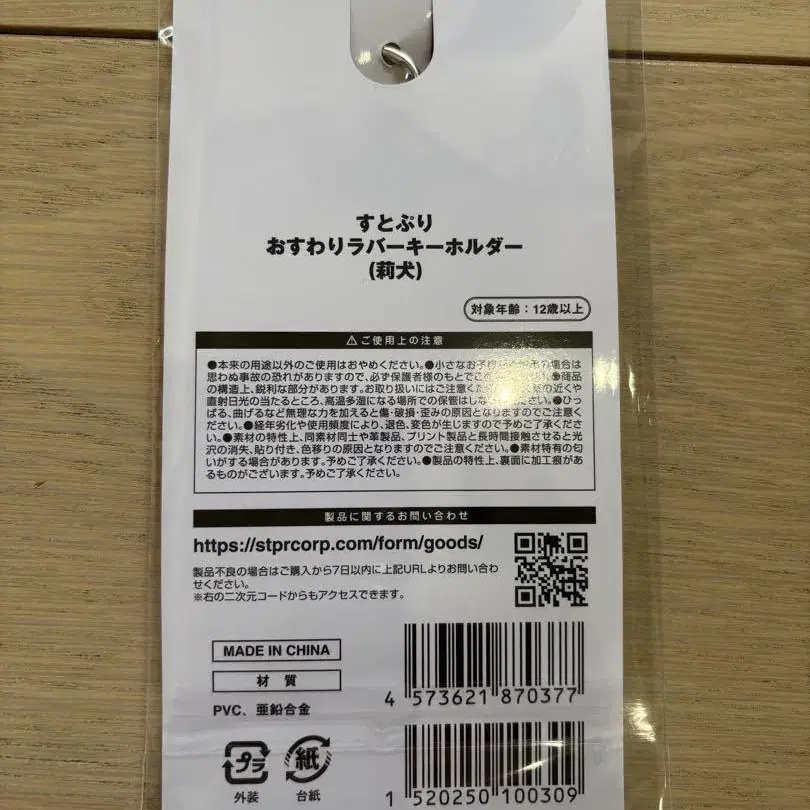 すとぷり
おすわりラバーキーホルダー
(莉犬)
対象年齢：12歳以上
⚠ご使用上の注意
●本来の用途以外のご使用はおやめください。●小さなお子様 の場合は
思わぬ事故の恐れがありますので、必ず保護者様のもとでご ●商品
の構造上、鋭利な部分があります。お取り扱いにはご注意くだ の近くや
直射日光の当たるところ、高温多湿になる場所での保管はしな ださい。●ひっ
ぱる、曲げるなど無理な力を加えると傷・破損・歪みの原因となりますのでご注意くださ
い。●経年劣化や使用頻度により、退色、変色が生じますので予めご了承くださ
い。●素材の特性上、同素材同士や革製品、プリント製品と長時間接触させると光
沢の消失、貼り付き、色移りの原因となりますのでご注意ください。●素材特有の匂
いがする場合があります。予めご了承ください。●製品の特性上、裏面に加工痕があ
るものがございます。予めご了承ください。
製品に関するお問い合わせ
https://stprcorp.com/form/goods/
製品不良の場合はご購入から7日以内に上記URLよりお問い合わ
せください。
※右の二次元コードからもアクセスできます。
MADE IN CHINA
材 質
PVC、亜鉛合金
4 573621 870377
プラ
外装
紙
台紙
1 520250 100309